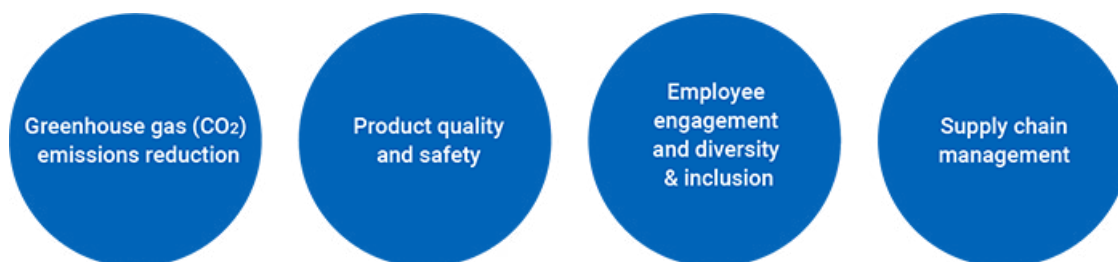 Greenhouse gas (CO₂)
emissions reduction
Product quality
and safety
Employee
engagement
and diversity
& inclusion
Supply chain
management